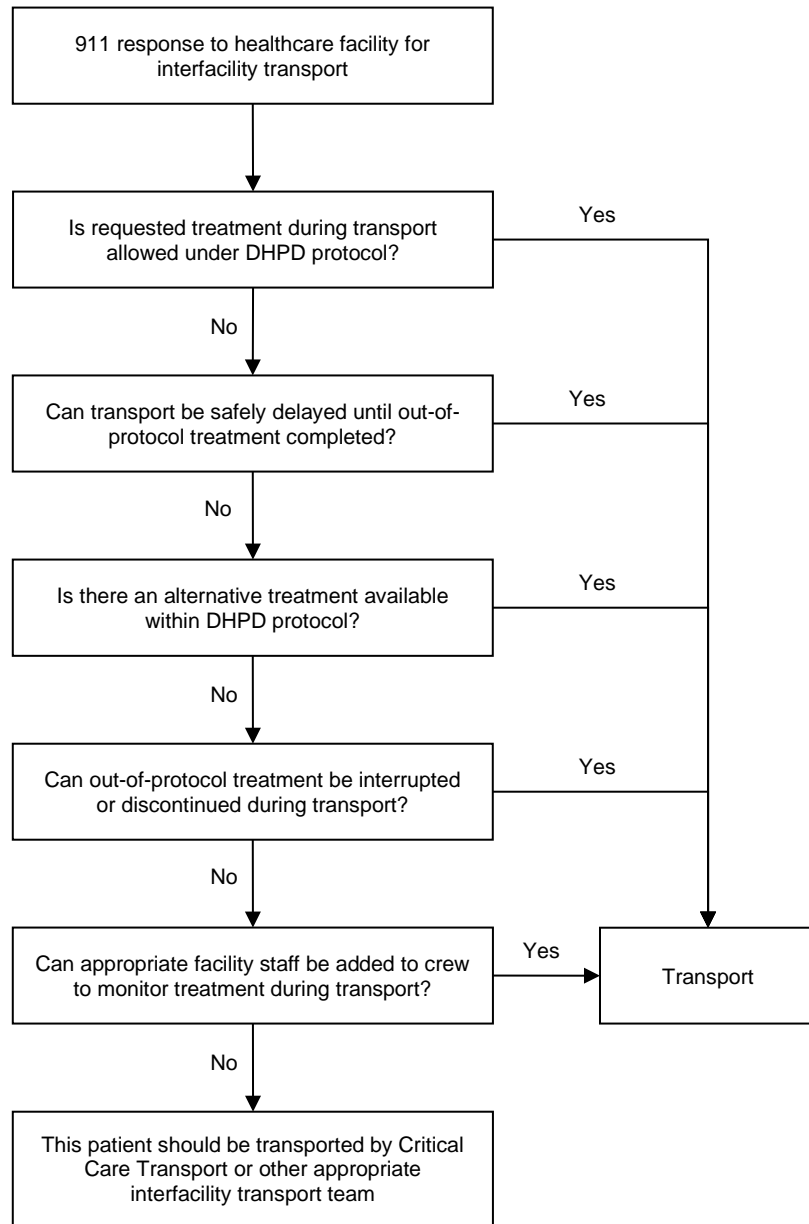 911 response to healthcare facility for
interfacility transport
Is requested treatment during transport
allowed under DHPD protocol?
Yes
No
Can transport be safely delayed until out-of-
protocol treatment completed?
Yes
No
Is there an alternative treatment available
within DHPD protocol?
Yes
No
Can out-of-protocol treatment be interrupted
or discontinued during transport?
Yes
No
Can appropriate facility staff be added to crew
to monitor treatment during transport?
Yes
Transport
No
This patient should be transported by Critical
Care Transport or other appropriate
interfacility transport team